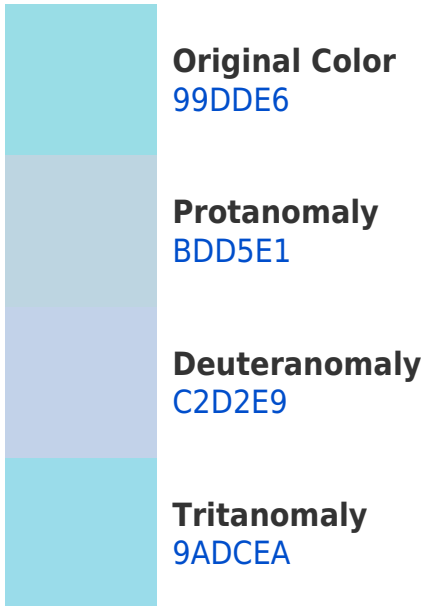 Original Color
99DDE6
Protanomaly
BDD5E1
Deuteranomaly
C2D2E9
Tritanomaly
9ADCEA